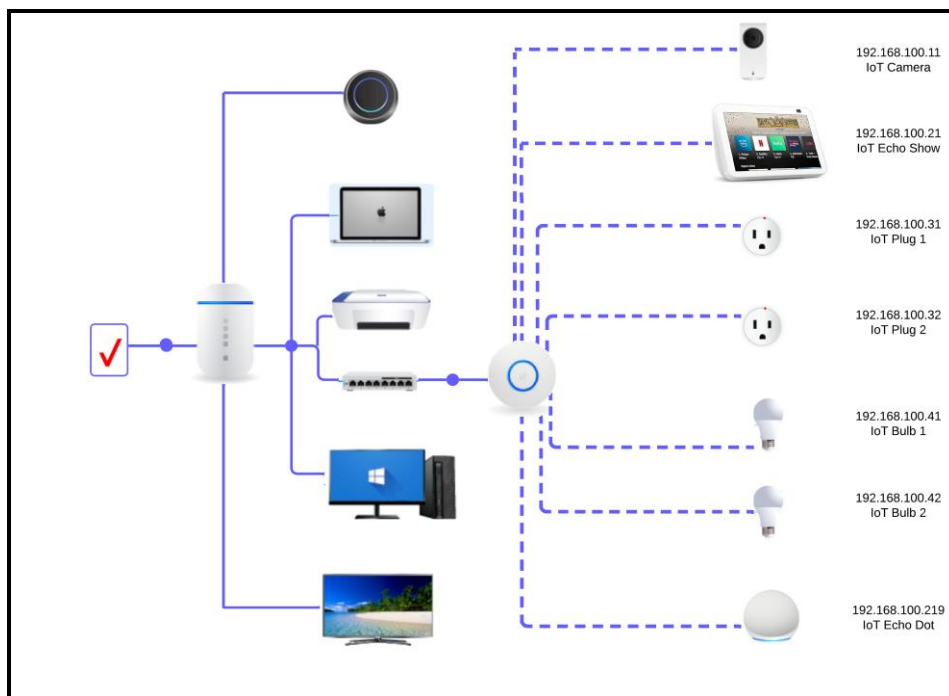 192.168.100.11
IoT Camera
192.168.100.21
IoT Echo Show
192.168.100.31
IoT Plug 1
192.168.100.32
IoT Plug 2
192.168.100.41
IoT Bulb 1
192.168.100.42
IoT Bulb 2
192.168.100.219
IoT Echo Dot